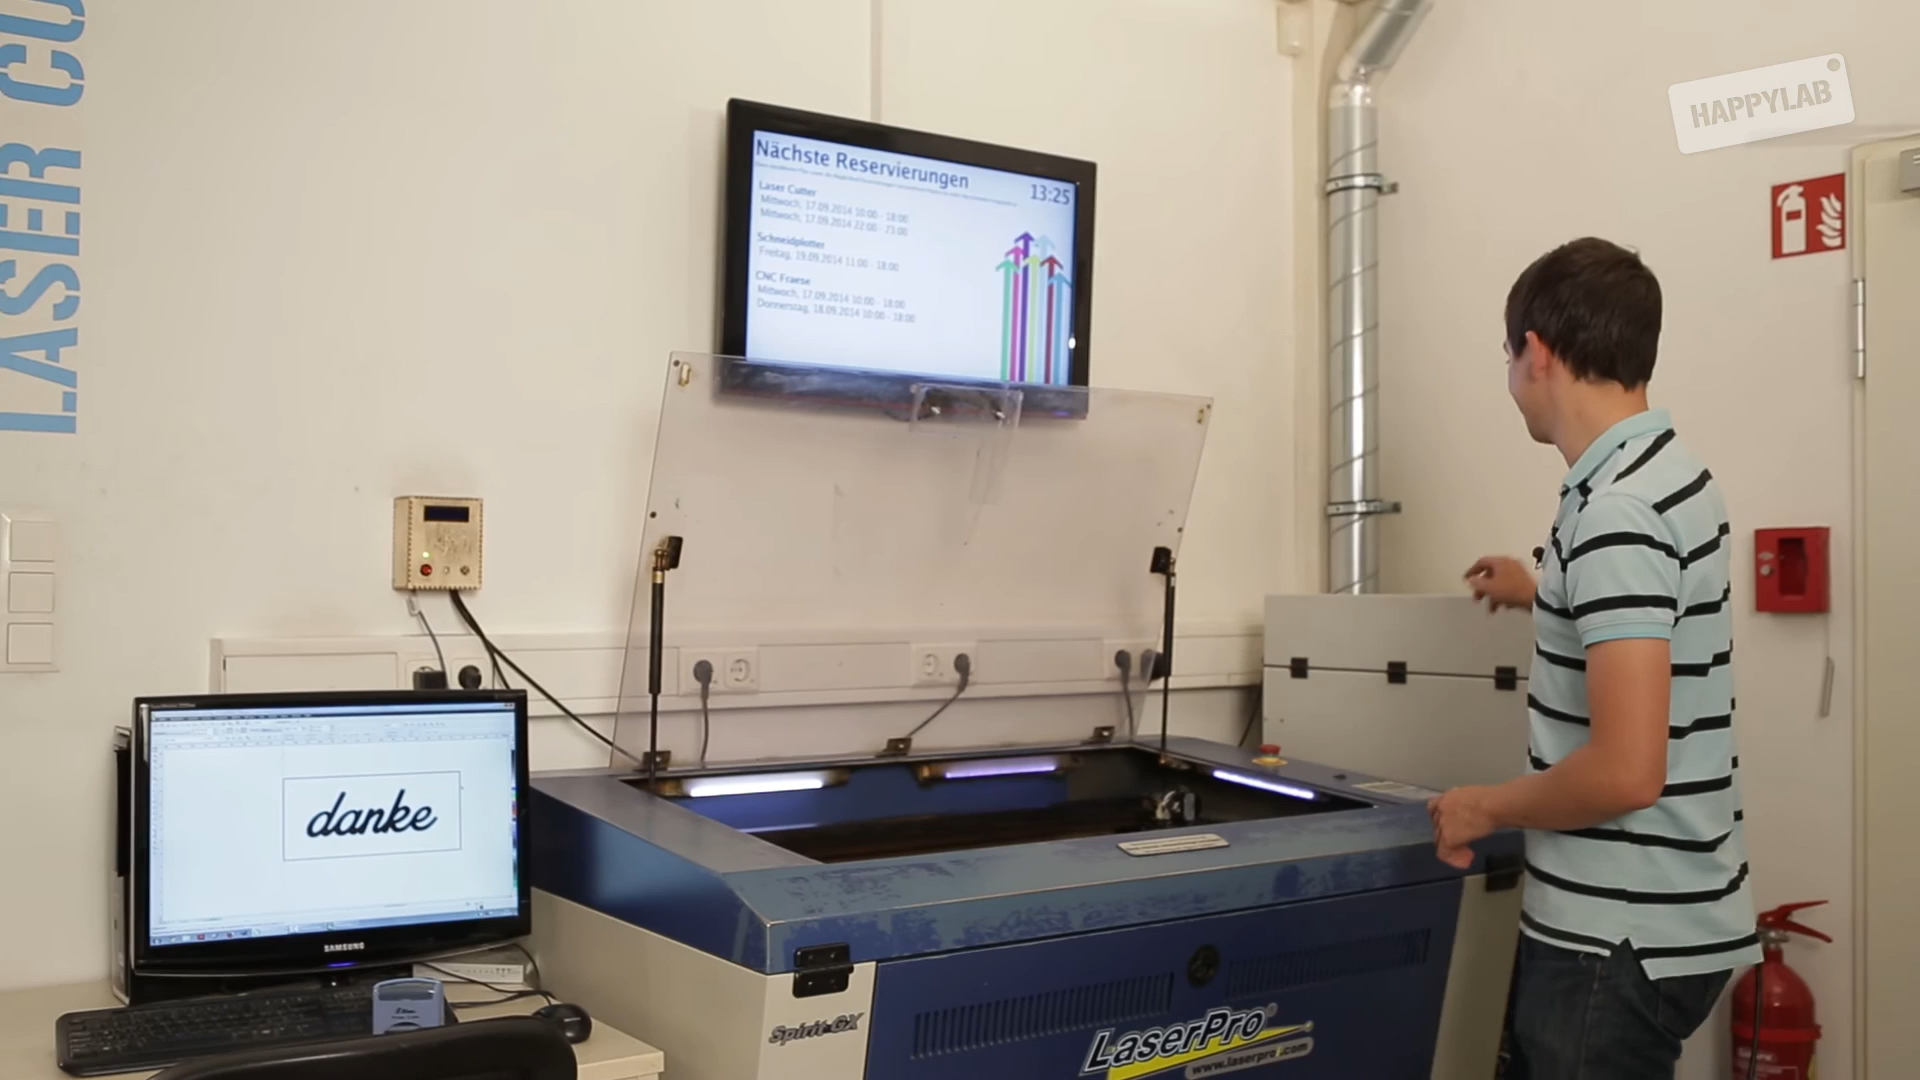 LASER CU
HAPPYLAB
Nächste Reservierungen
13:25
Laser Cutter
Mittwoch, 17.09.2014 10:00 - 18:00
Mittwoch, 17.09.2014 22:00 - 23:00
Schneidplotter
Freitag, 19.09.2014 11:00 - 18:00
CNC Fraese
Mittwoch, 17.09.2014 10:00 - 18:00
Donnerstag, 18.09.2014 10:00 - 18:00
danke
SAMSUNG
Spirit GX
LaserPro
www.laserpro.com